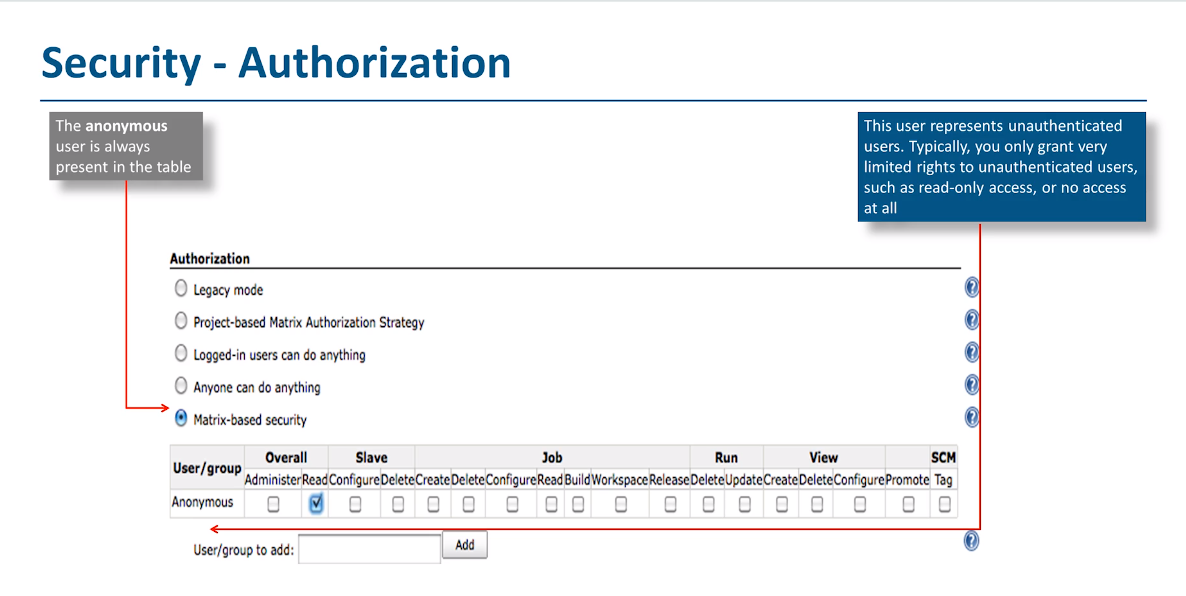 Security - Authorization
The anonymous
user is always
present in the table
This user represents unauthenticated
users. Typically, you only grant very
limited rights to unauthenticated users,
such as read-only access, or no access
at all
Authorization
Legacy mode
Project-based Matrix Authorization Strategy
Logged-in users can do anything
Anyone can do anything
Matrix-based security
User/group Overall Slave Job Run View SCM
Administer Read Configure Delete Create Delete Configure Read Build Workspace Release Delete Update Create Delete Configure Promote Tag
Anonymous
User/group to add: Add